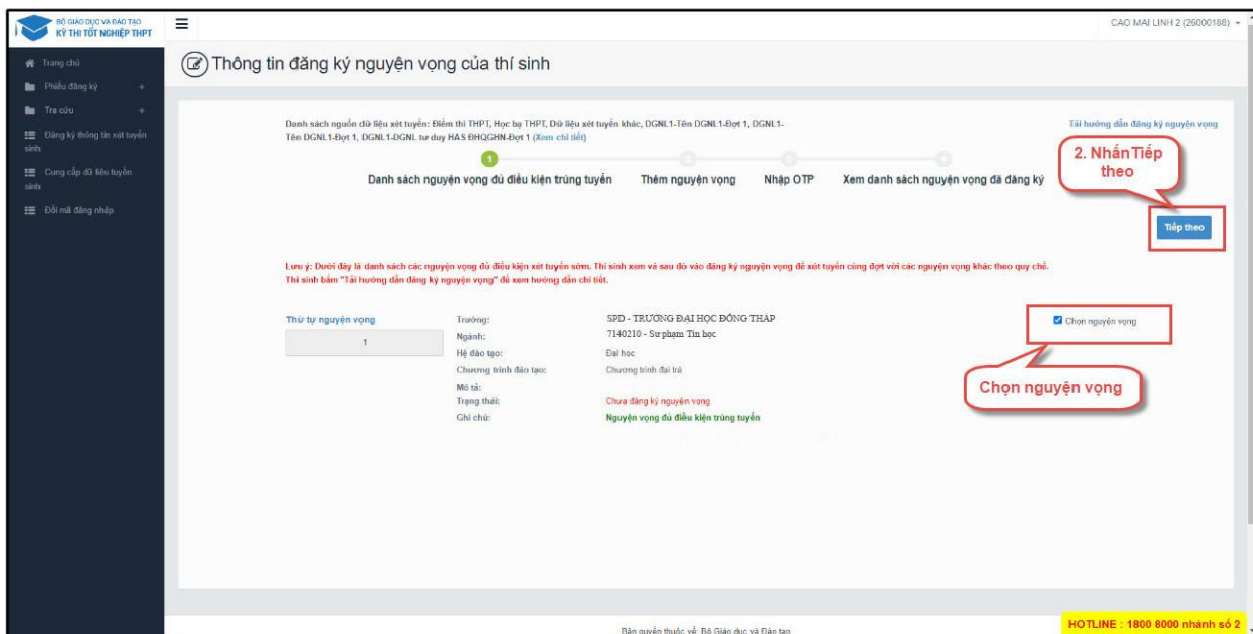 BỘ GIÁO DỤC VÀ ĐÀO TẠO
KỲ THI TỐT NGHIỆP THPT
CAO MAI LINH 2 (26000188)
Trang chủ
Phiếu đăng ký +
Tra cứu +
Đăng ký thông tin xét tuyển
sinh
Cung cấp dữ liệu tuyển
sinh
Đổi mã đăng nhập
Thông tin đăng ký nguyện vọng của thí sinh
Danh sách nguồn dữ liệu xét tuyển: Điểm thi THPT, Học bạ THPT, Dữ liệu xét tuyển khác, DGNL1-Tên DGNL1-Đợt 1, DGNL1-
Tên DGNL1-Đợt 1, DGNL1-DGNL tư duy HAS ĐHQGHN-Đợt 1 (Xem chi tiết)
Tải hướng dẫn đăng ký nguyện vọng
1
Danh sách nguyện vọng đủ điều kiện trúng tuyển
Thêm nguyện vọng
Nhập OTP
Xem danh sách nguyện vọng đã đăng ký
2. Nhấn Tiếp
theo
Tiếp theo
Lưu ý: Dưới đây là danh sách các nguyện vọng đủ điều kiện xét tuyển sớm. Thí sinh xem và sau đó vào đăng ký nguyện vọng để xét tuyển cùng đợt với các nguyện vọng khác theo quy chế.
Thí sinh bấm "Tải hướng dẫn đăng ký nguyện vọng" để xem hướng dẫn chi tiết.
Thứ tự nguyện vọng
1
Trường: SPD - TRƯỜNG ĐẠI HỌC ĐỒNG THÁP
Ngành: 7140210 - Sư phạm Tin học
Hệ đào tạo: Đại học
Chương trình đào tạo: Chương trình đại trà
Mô tả:
Trạng thái: Chưa đăng ký nguyện vọng
Ghi chú: Nguyện vọng đủ điều kiện trúng tuyển
Chọn nguyện vọng
Chọn nguyện vọng
Bản quyền thuộc về: Bộ Giáo dục và Đào tạo
HOTLINE : 1800 8000 nhánh số 2